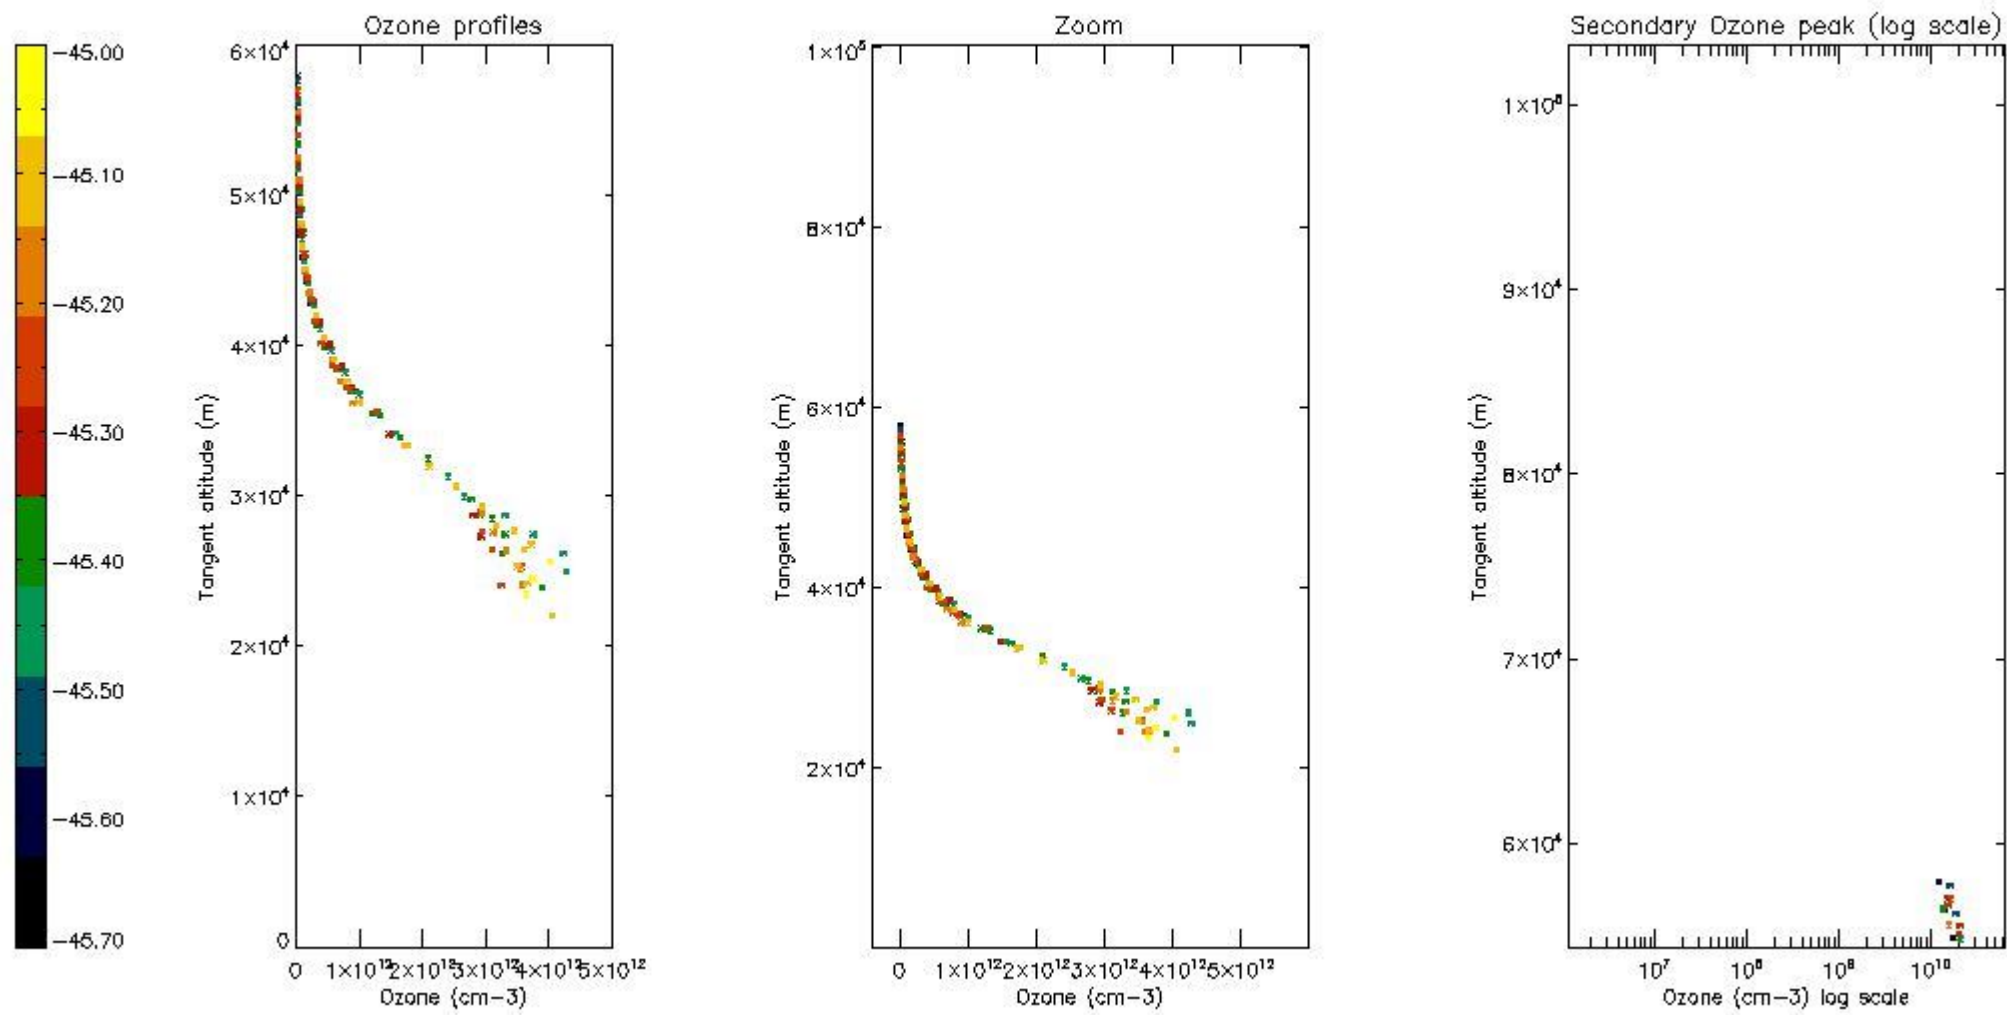 Ozone profiles
Zoom
Secondary Ozone peak (log scale)
−45.00
−45.10
−45.20
−45.30
−45.40
−45.50
−45.60
−45.70
6×10⁴
5×10⁴
4×10⁴
3×10⁴
2×10⁴
1×10⁴
0
Tangent altitude (m)
0 1×10¹² 2×10¹² 3×10¹² 4×10¹² 5×10¹²
Ozone (cm−3)
1×10⁵
8×10⁴
6×10⁴
4×10⁴
2×10⁴
Tangent altitude (m)
0 1×10¹² 2×10¹² 3×10¹² 4×10¹² 5×10¹²
Ozone (cm−3)
9×10⁴
8×10⁴
7×10⁴
6×10⁴
Tangent altitude (m)
10⁷ 10¹⁰
Ozone (cm−3) log scale